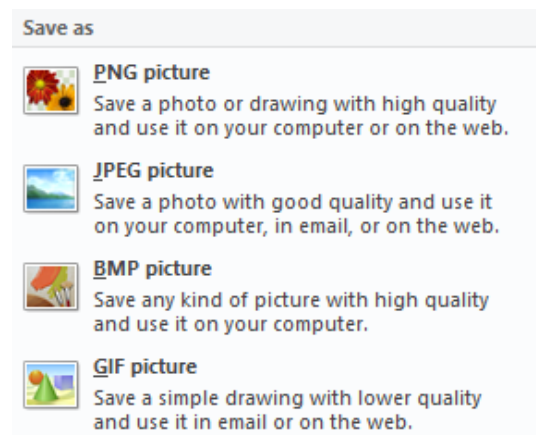 Save as
PNG picture
Save a photo or drawing with high quality
and use it on your computer or on the web.
JPEG picture
Save a photo with good quality and use it
on your computer, in email, or on the web.
BMP picture
Save any kind of picture with high quality
and use it on your computer.
GIF picture
Save a simple drawing with lower quality
and use it in email or on the web.